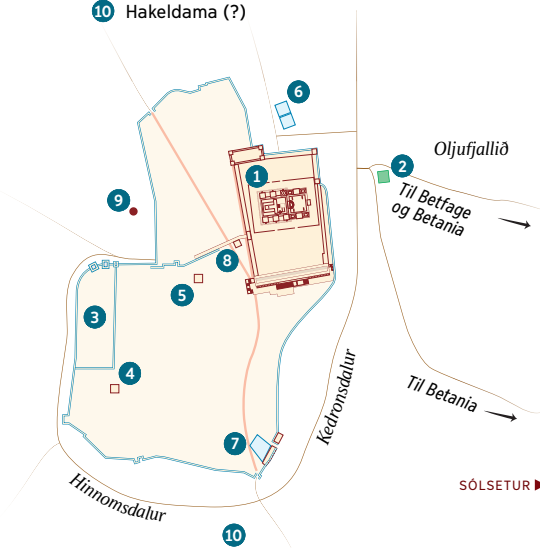 10 Hakeldama (?)
6
1
2
Oljufjallið
Til Betfage
og Betania
9
8
5
3
4
Kedronsdalur
Til Betania
7
SÓLSETUR
Hinnomsdalur
10